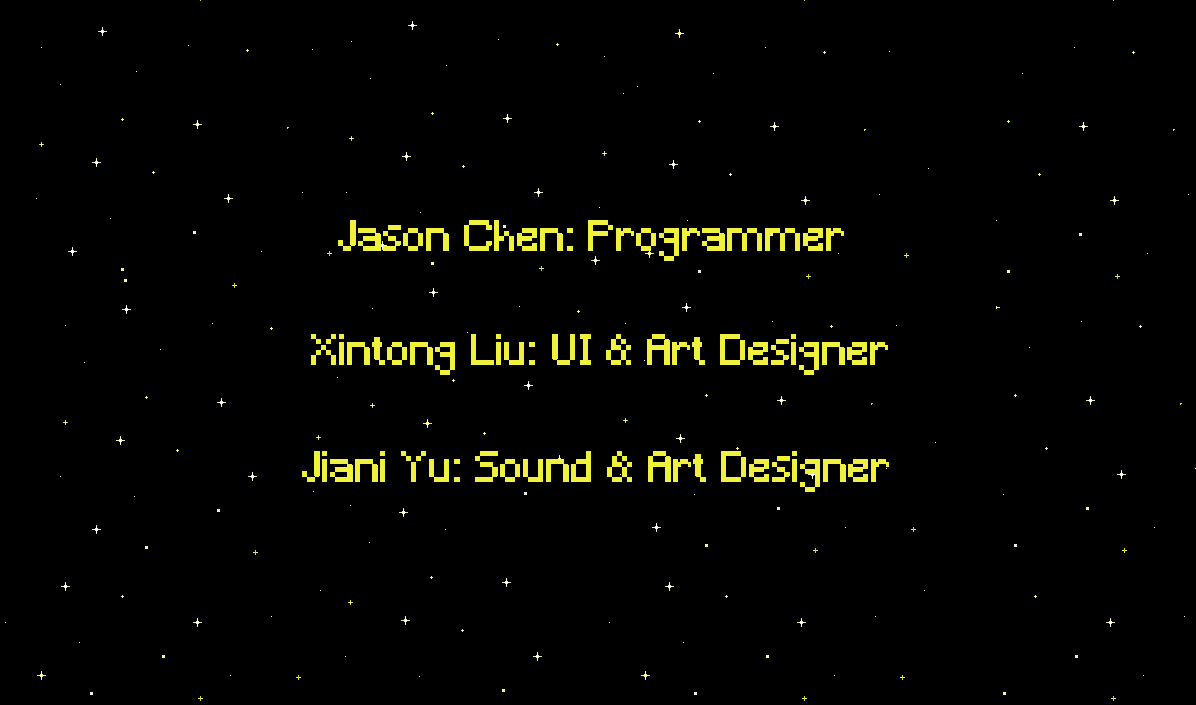 Jason Chen: Programmer
Xintong Liu: UI & Art Designer
Jiani Yu: Sound & Art Designer